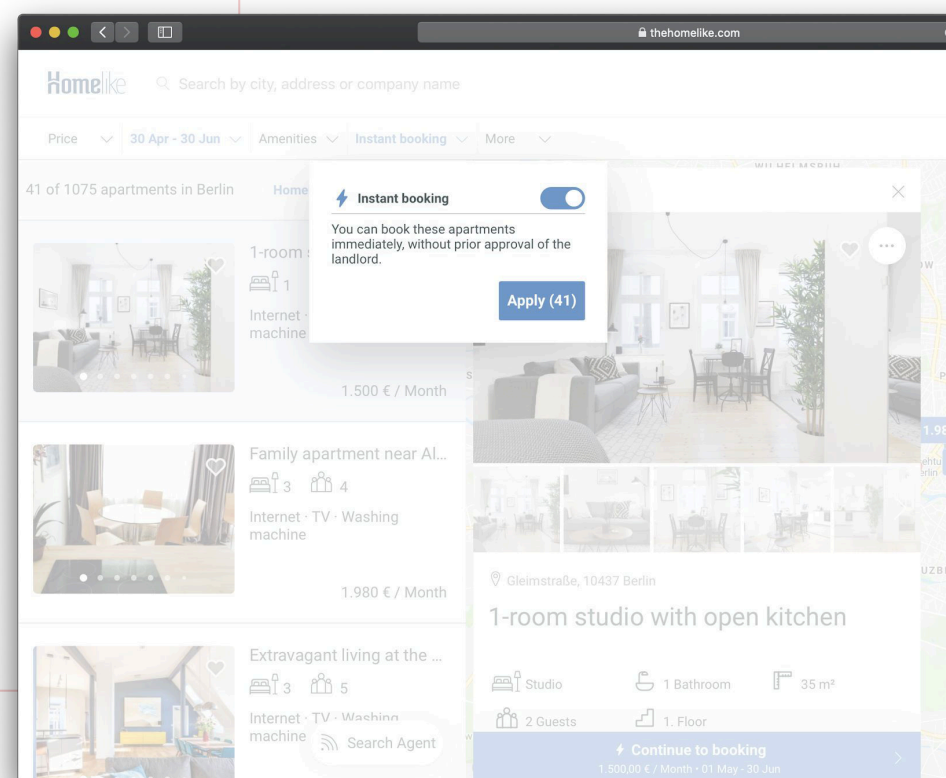 thehomelike.com
Homelike
Search by city, address or company name
Price
30 Apr - 30 Jun
Amenities
Instant booking
More
41 of 1075 apartments in Berlin
Home
WILHELMSRUH
Instant booking
You can book these apartments
immediately, without prior approval of the
landlord.
Apply (41)
1-room
1
Internet ·
machine
1.500 € / Month
Family apartment near Al...
3 4
Internet · TV · Washing
machine
1.980 € / Month
Extravagant living at the ...
3 5
Internet · TV · Washing
machine
Search Agent
1.98
Gleimstraße, 10437 Berlin
1-room studio with open kitchen
Studio
1 Bathroom
35 m²
2 Guests
1. Floor
Continue to booking
1.500,00 € / Month • 01 May - 30 Jun